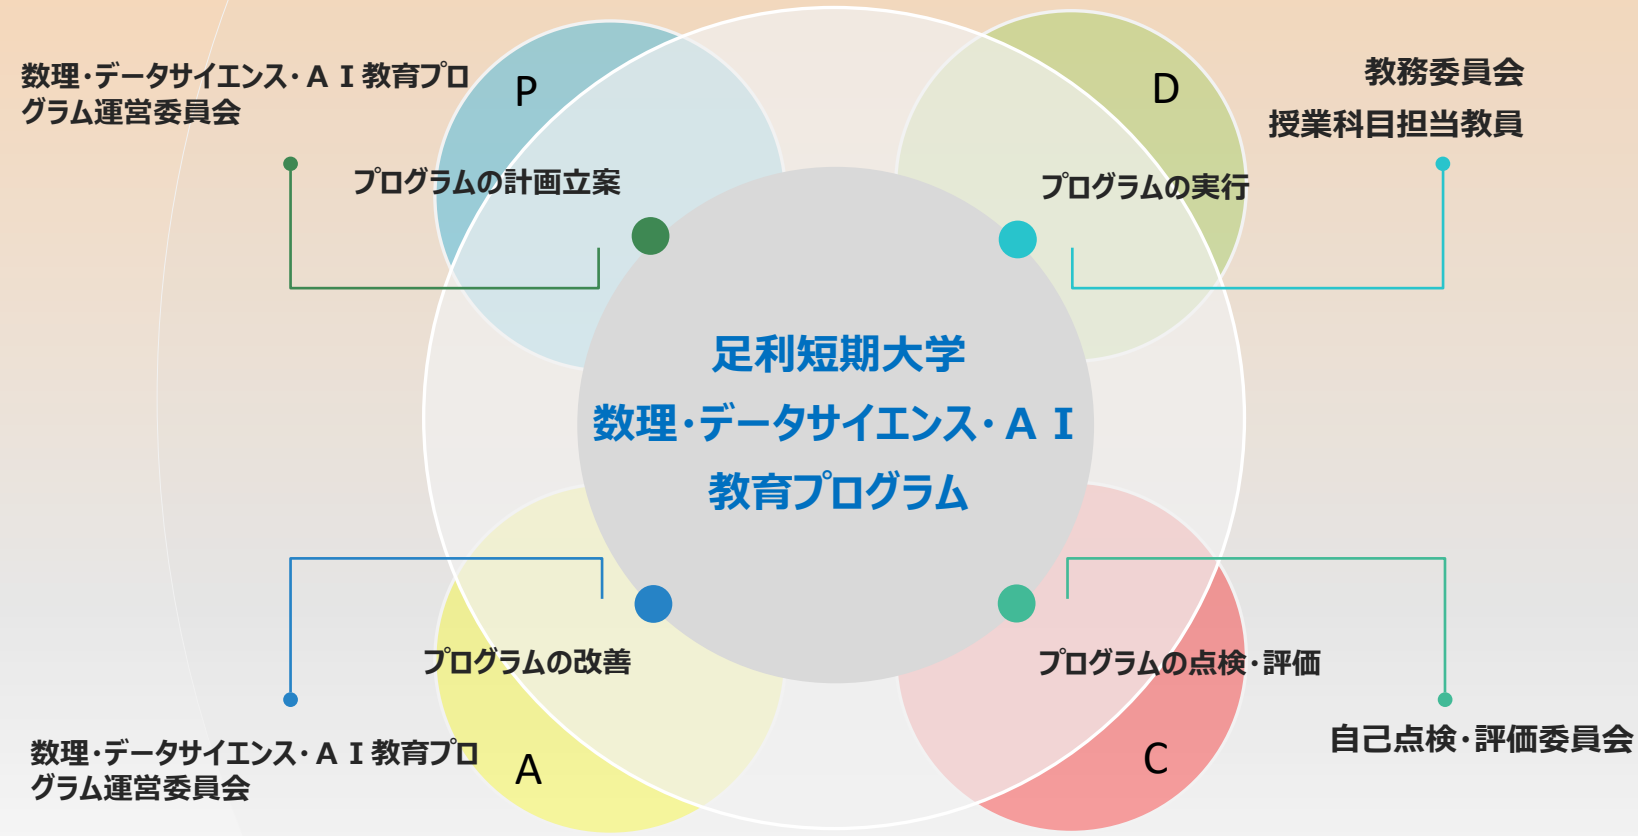 数理・データサイエンス・ＡＩ教育プロ
グラム運営委員会
P
プログラムの計画立案
D
教務委員会
授業科目担当教員
プログラムの実行
足利短期大学
数理・データサイエンス・ＡＩ
教育プログラム
プログラムの改善
数理・データサイエンス・ＡＩ教育プロ
グラム運営委員会
A
プログラムの点検・評価
C
自己点検・評価委員会